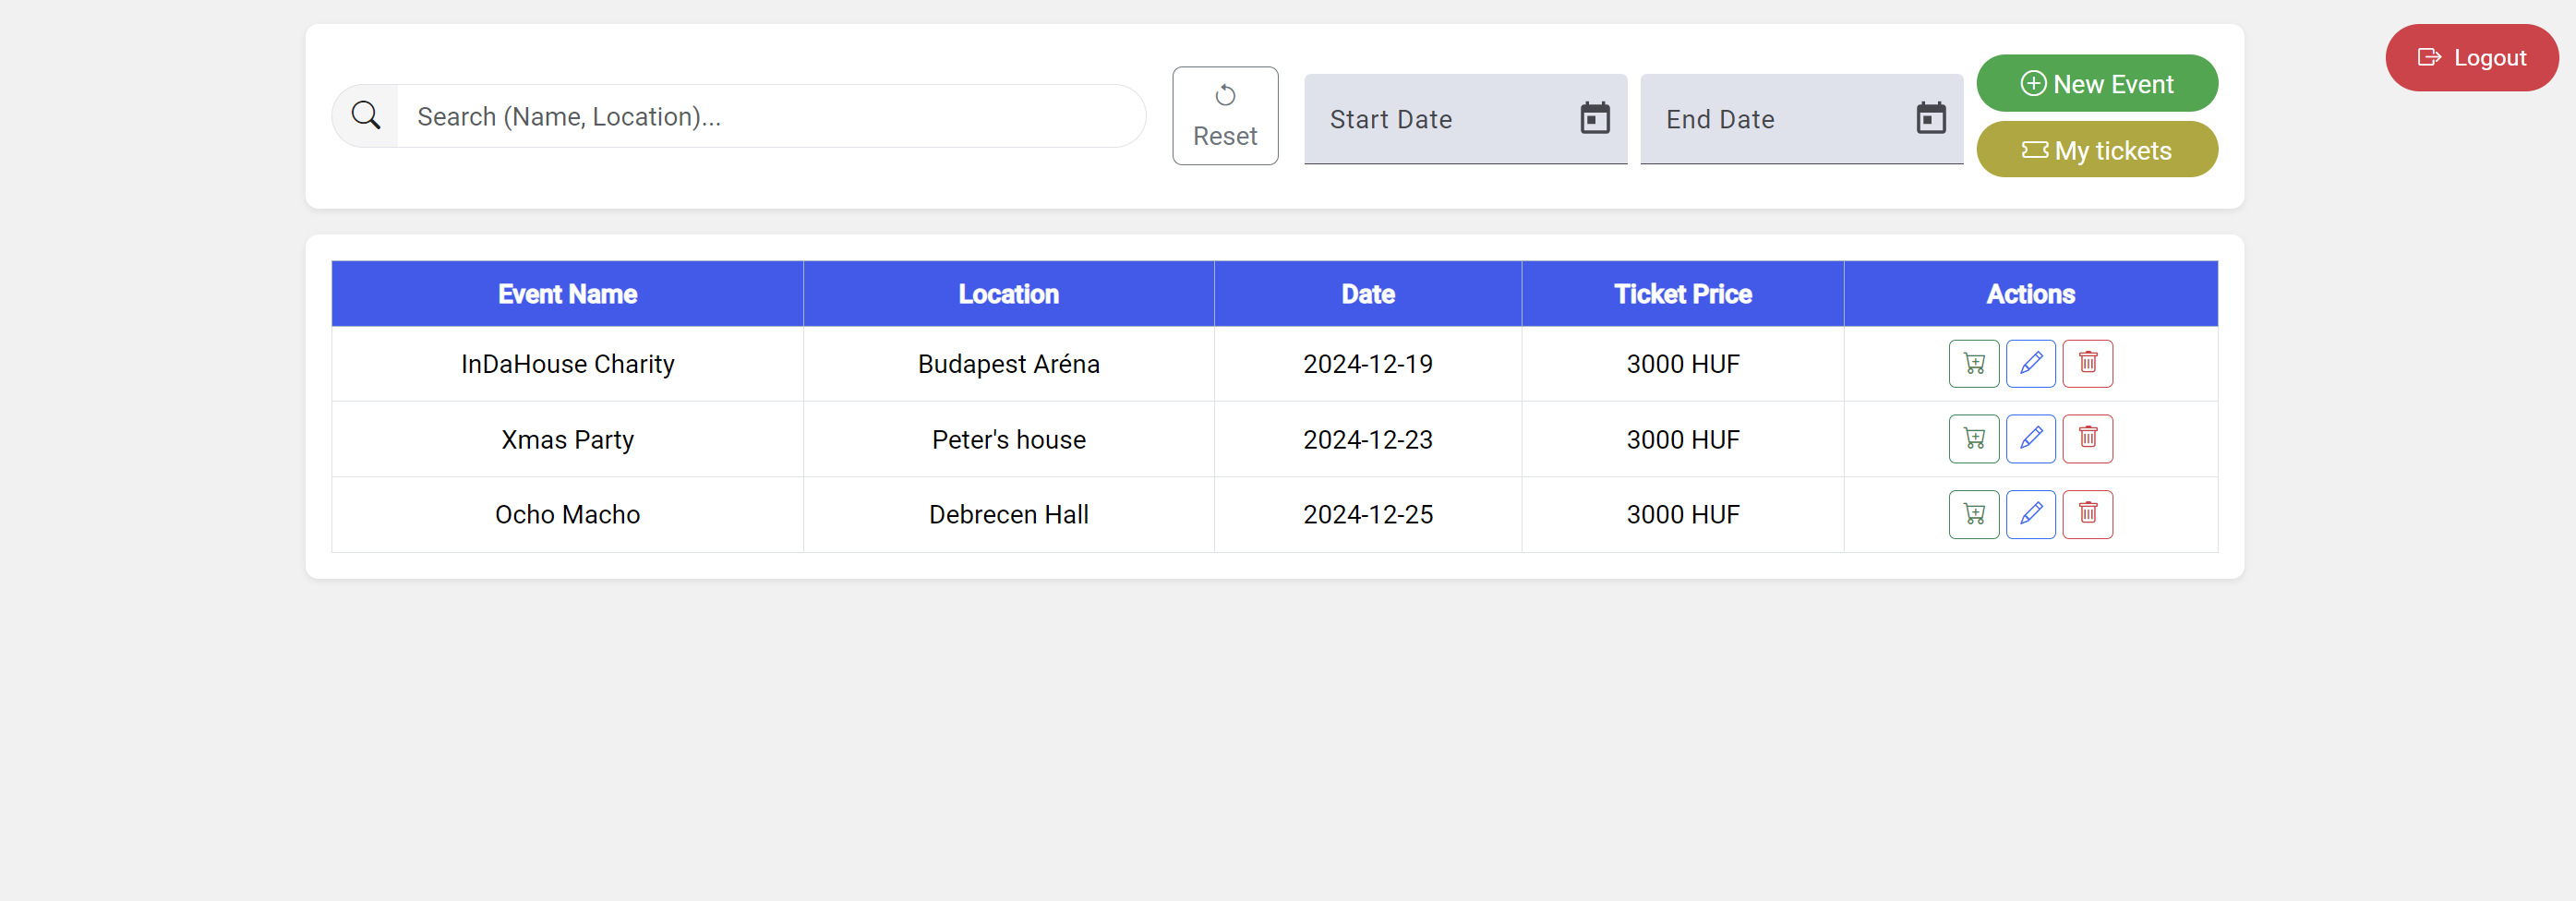 Logout
Search (Name, Location)...
Reset
Start Date
End Date
New Event
My tickets
Event Name Location Date Ticket Price Actions
InDaHouse Charity Budapest Aréna 2024-12-19 3000 HUF
Xmas Party Peter's house 2024-12-23 3000 HUF
Ocho Macho Debrecen Hall 2024-12-25 3000 HUF